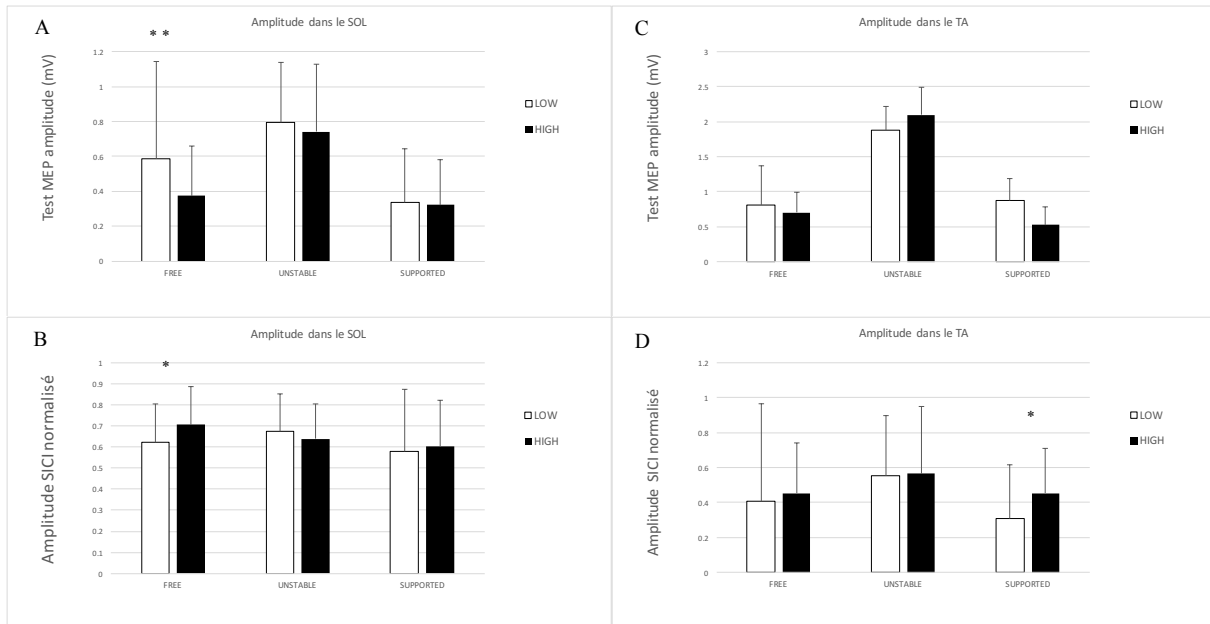 A
Amplitude dans le SOL
* *
Test MEP amplitude (mV)
1.2
1
0.8
0.6
0.4
0.2
0
FREE
UNSTABLE
SUPPORTED
LOW
HIGH
C
Amplitude dans le TA
Test MEP amplitude (mV)
3
2.5
2
1.5
1
0.5
0
FREE
UNSTABLE
SUPPORTED
LOW
HIGH
B
Amplitude dans le SOL
*
Amplitude SICI normalisé
1
0.9
0.8
0.7
0.6
0.5
0.4
0.3
0.2
0.1
0
FREE
UNSTABLE
SUPPORTED
LOW
HIGH
D
Amplitude dans le TA
*
Amplitude SICI normalisé
1.2
1
0.8
0.6
0.4
0.2
0
FREE
UNSTABLE
SUPPORTED
LOW
HIGH